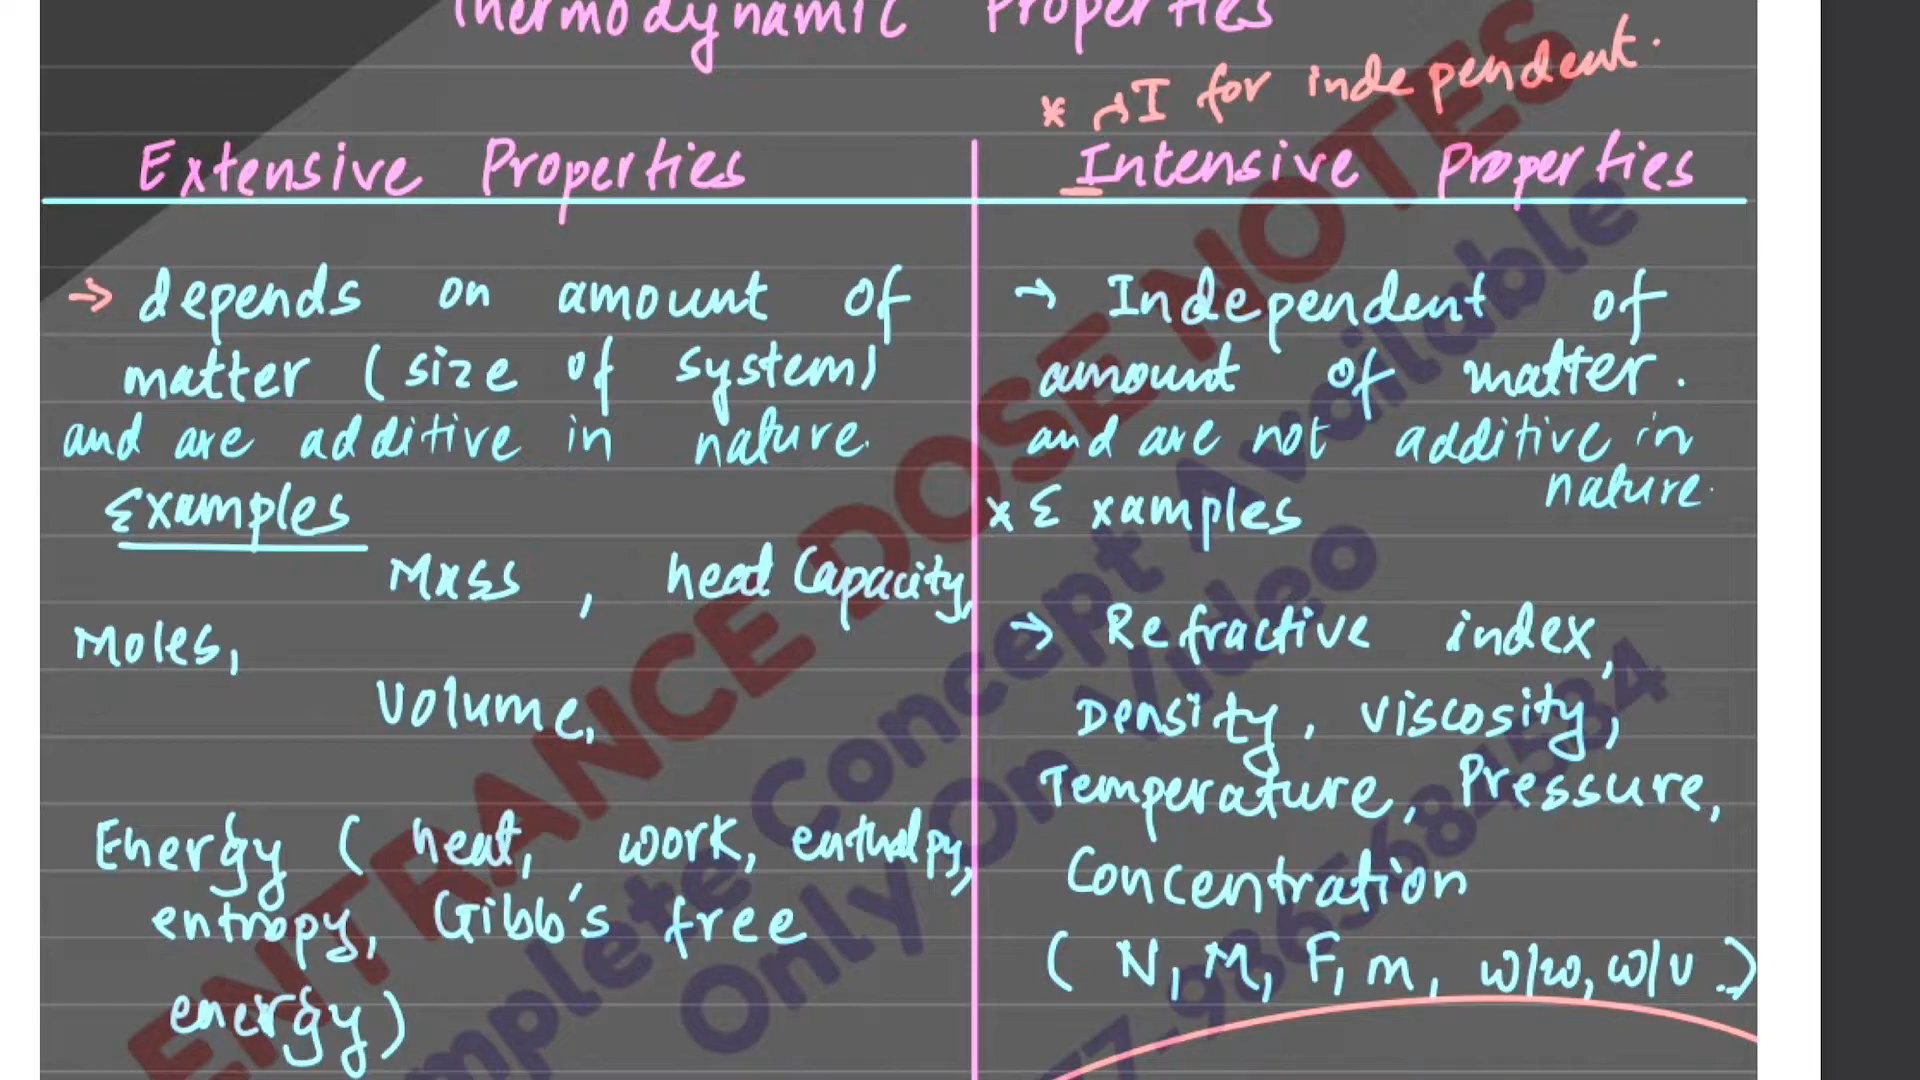 Thermodynamic Properties
* → I for independent.
Extensive Properties
Intensive Properties
→ depends on amount of
matter (size of system)
and are additive in nature.
Examples
Mass, heat Capacity,
Moles,
Volume,
Energy ( heat, work, enthalpy,
entropy, Gibb's free
energy)
→ Independent of
amount of matter.
and are not additive in
nature.
x Examples
→ Refractive index,
Density, viscosity,
Temperature, Pressure,
Concentration
( N, M, F, m, w/w, w/v .)
ENTRANCE DOSE NOTES
mplete Concept Available
Only On Video
77-9865684584